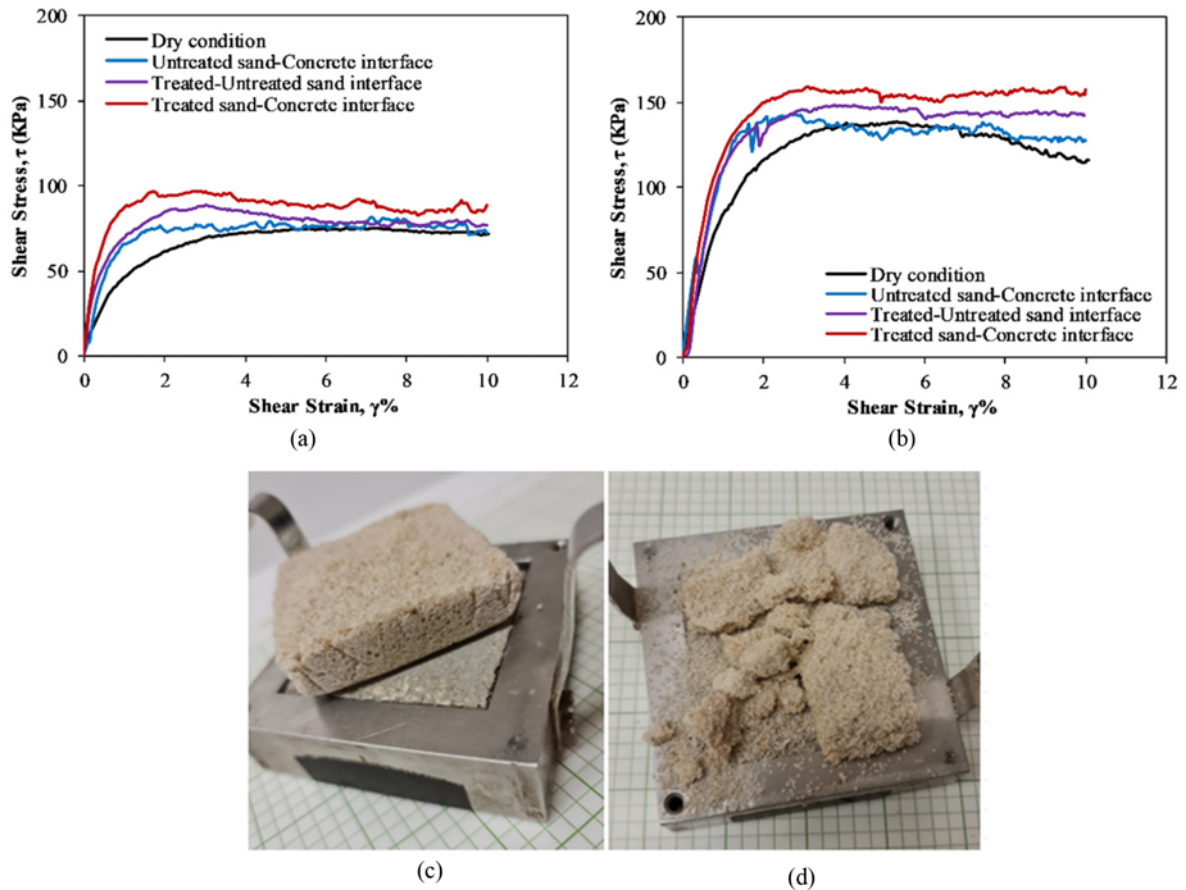 200
150
100
50
0
Shear Stress, τ (KPa)
Dry condition
Untreated sand-Concrete interface
Treated-Untreated sand interface
Treated sand-Concrete interface
0 2 4 6 8 10 12
Shear Strain, γ%
(a)
200
150
100
50
0
Shear Stress, τ (KPa)
Dry condition
Untreated sand-Concrete interface
Treated-Untreated sand interface
Treated sand-Concrete interface
0 2 4 6 8 10 12
Shear Strain, γ%
(b)
(c)
(d)